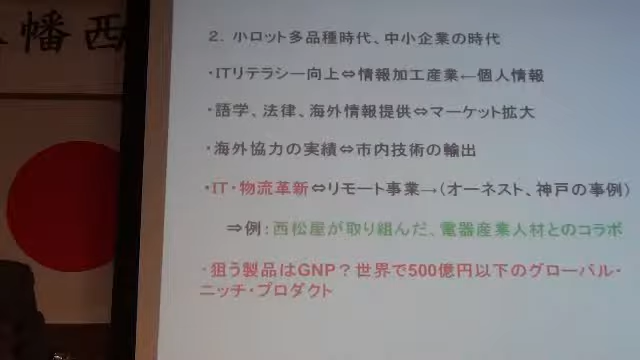 幡西
２．小ロット多品種時代、中小企業の時代
・ITリテラシー向上⇔情報加工産業←個人情報
・語学、法律、海外情報提供⇔マーケット拡大
・海外協力の実績⇔市内技術の輸出
・IT・物流革新⇔リモート事業→（オーネスト、神戸の事例）
⇒例：西松屋が取り組んだ、電器産業人材とのコラボ
・狙う製品はGNP？世界で500億円以下のグローバル・
ニッチ・プロダクト